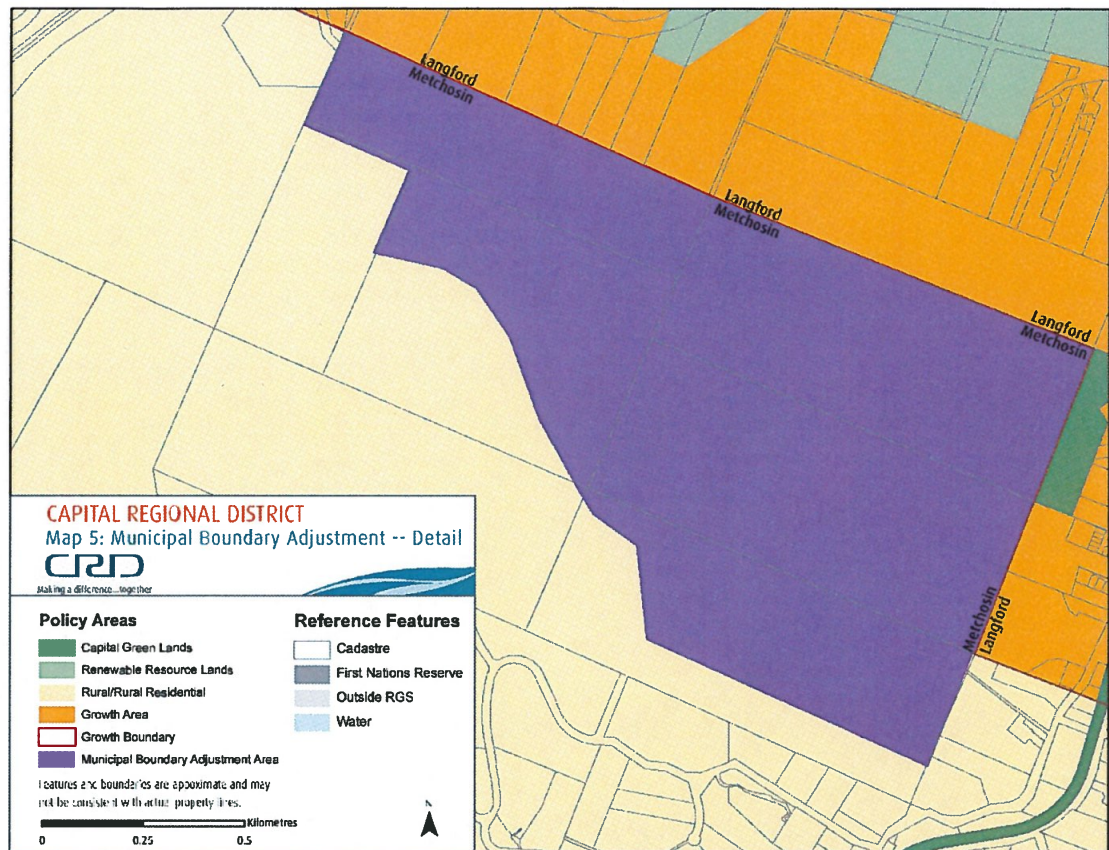 Langford
Metchosin
Langford
Metchosin
Langford
Metchosin
Metchosin
Langford
CAPITAL REGIONAL DISTRICT
Map 5: Municipal Boundary Adjustment -- Detail
CRD
Making a difference...together
Policy Areas
Capital Green Lands
Renewable Resource Lands
Rural/Rural Residential
Growth Area
Growth Boundary
Municipal Boundary Adjustment Area
Features and boundaries are apoximate and may
not be consistent with actual property lines.
Reference Features
Cadastre
First Nations Reserve
Outside RGS
Water
Kilometres
0 0.25 0.5
N